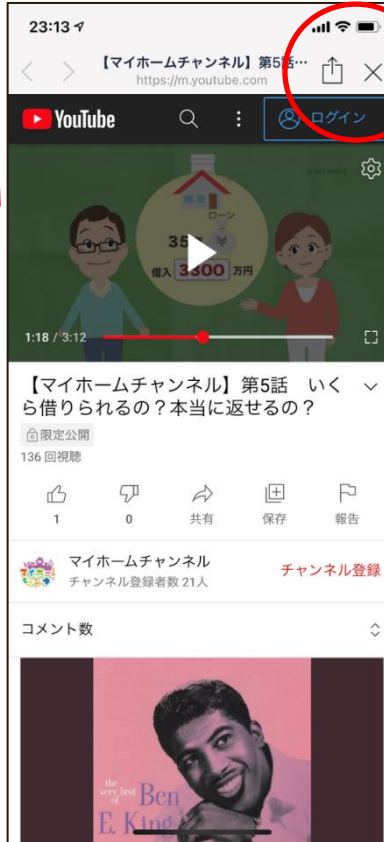 23:13
【マイホームチャンネル】第5話…
https://m.youtube.com
YouTube
ログイン
ローン
35年
借入 3300 万円
1:18 / 3:12
【マイホームチャンネル】第5話 いく
ら借りられるの？本当に返せるの？
限定公開
136 回視聴
1 0 共有 保存 報告
マイホームチャンネル
チャンネル登録者数 21人
チャンネル登録
コメント数
the
very best
of Ben
E. King